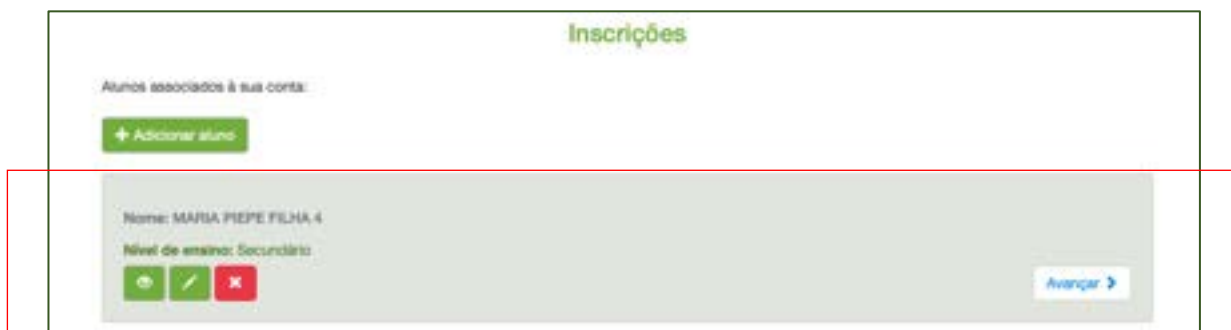 Inscrições
Alunos associados à sua conta:
+ Adicionar aluno
Nome: MARIA PIEPE FILHA 4
Nível de ensino: Secundário
Avançar >